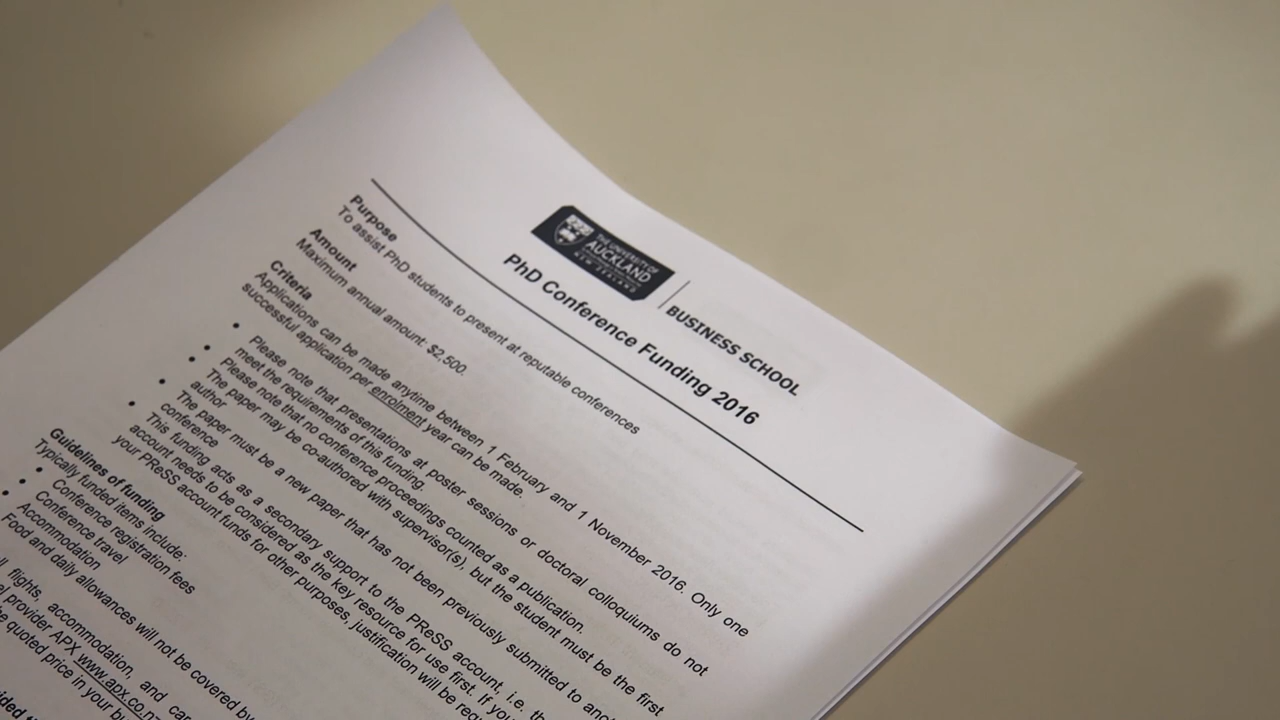 THE UNIVERSITY OF
AUCKLAND
NEW ZEALAND
BUSINESS SCHOOL
PhD Conference Funding 2016
Purpose
To assist PhD students to present at reputable conferences
Amount
Maximum annual amount: $2,500.
Criteria
Applications can be made anytime between 1 February and 1 November 2016. Only one
successful application per enrolment year can be made.
• Please note that presentations at poster sessions or doctoral colloquiums do not
meet the requirements of this funding.
• Please note that no conference proceedings counted as a publication.
• The paper may be co-authored with supervisor(s), but the student must be the first
author
• The paper must be a new paper that has not been previously submitted to
conference
• This funding acts as a secondary support to the PReSS account, i.e.
account needs to be considered as the key resource for use first. If
your PReSS account funds for other purposes, justification will be
Guidelines of funding
Typically funded items include:
• Conference registration fees
• Conference travel
• Accommodation
Food and daily allowances will not be covered by
flights, accommodation, and
provider APX www.apx.co.nz
quoted price in your